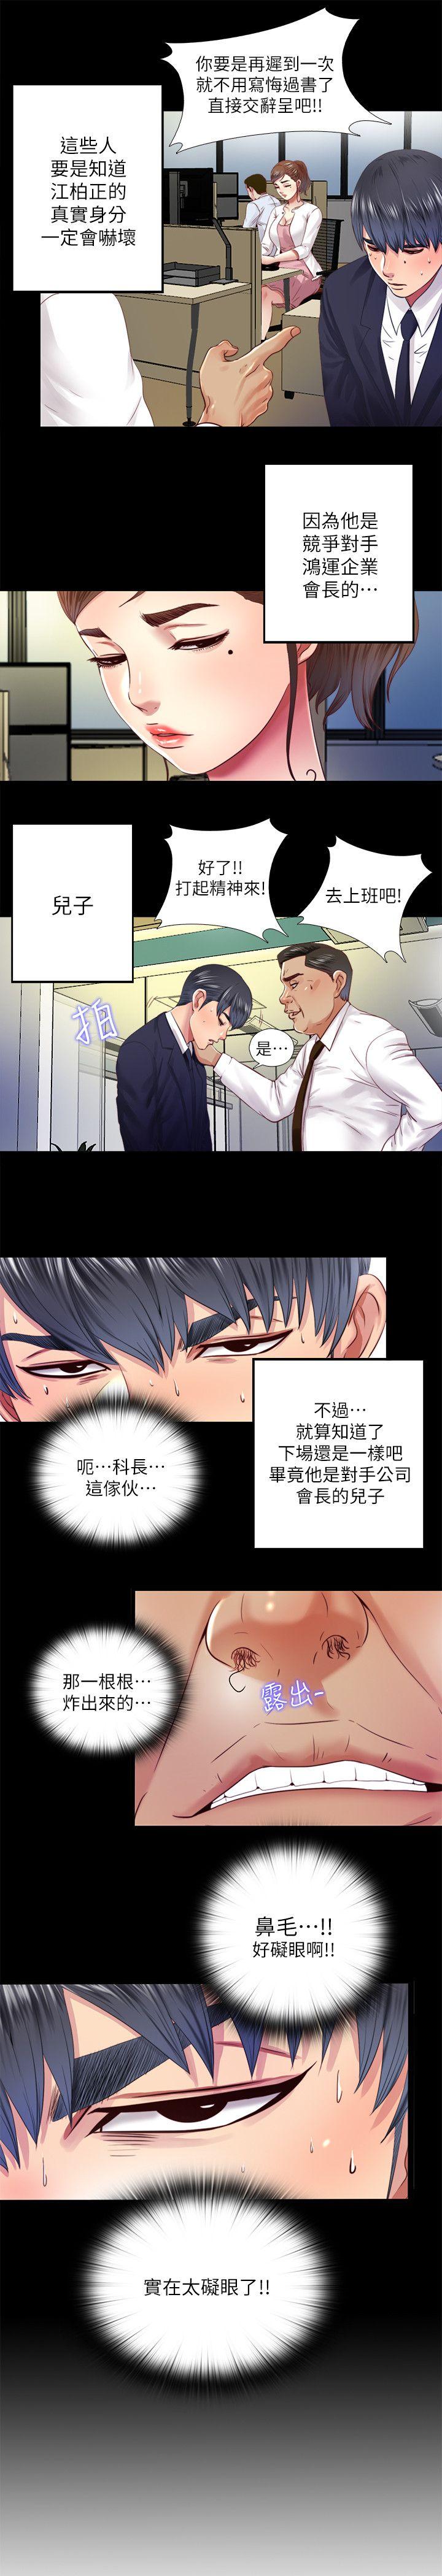 你要是再遲到一次
就不用寫悔過書了
直接交辭呈吧!!
這些人
要是知道
江柏正的
真實身分
一定會嚇壞
因為他是
競爭對手
鴻運企業
會長的…
兒子
好了!!
打起精神來!
去上班吧!
拍
是…
不過…
就算知道了
下場還是一樣吧
畢竟他是對手公司
會長的兒子
呃…科長…
這傢伙…
那一根根…
炸出來的…
露出~
鼻毛…!!
好礙眼啊!!
實在太礙眼了!!